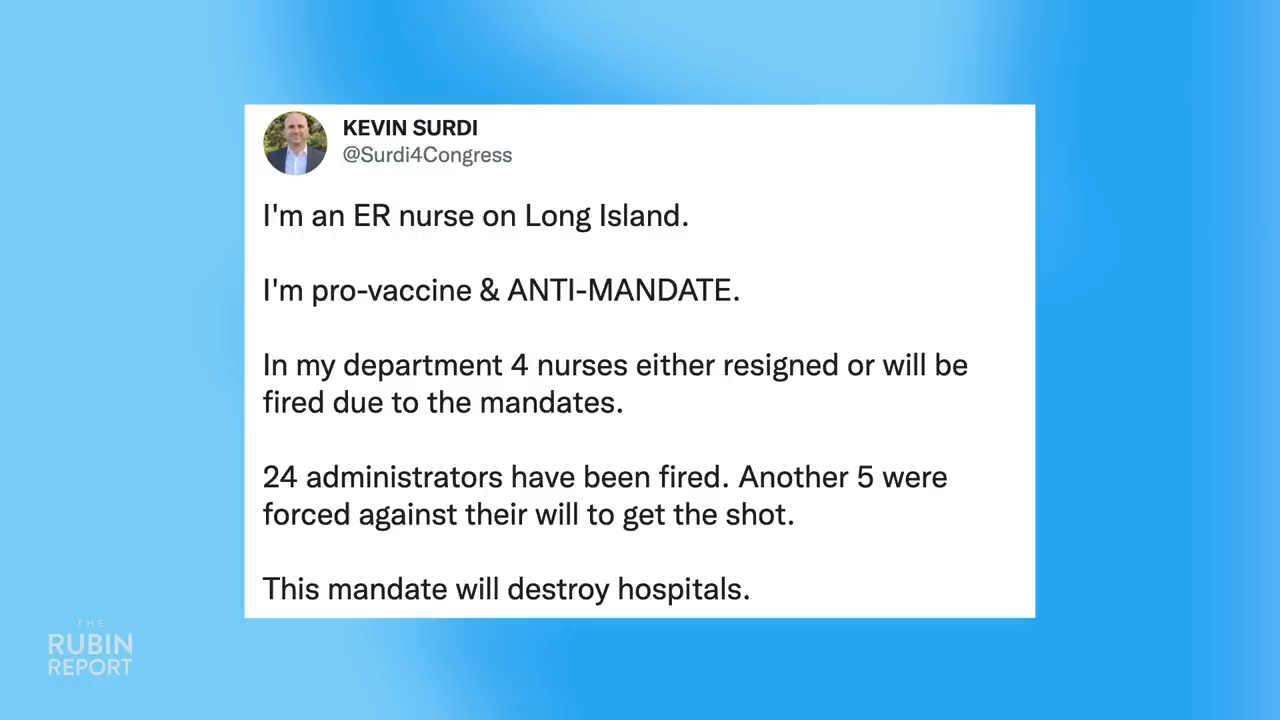 KEVIN SURDI
@Surdi4Congress
I'm an ER nurse on Long Island.
I'm pro-vaccine & ANTI-MANDATE.
In my department 4 nurses either resigned or will be
fired due to the mandates.
24 administrators have been fired. Another 5 were
forced against their will to get the shot.
This mandate will destroy hospitals.
THE
RUBIN
REPORT